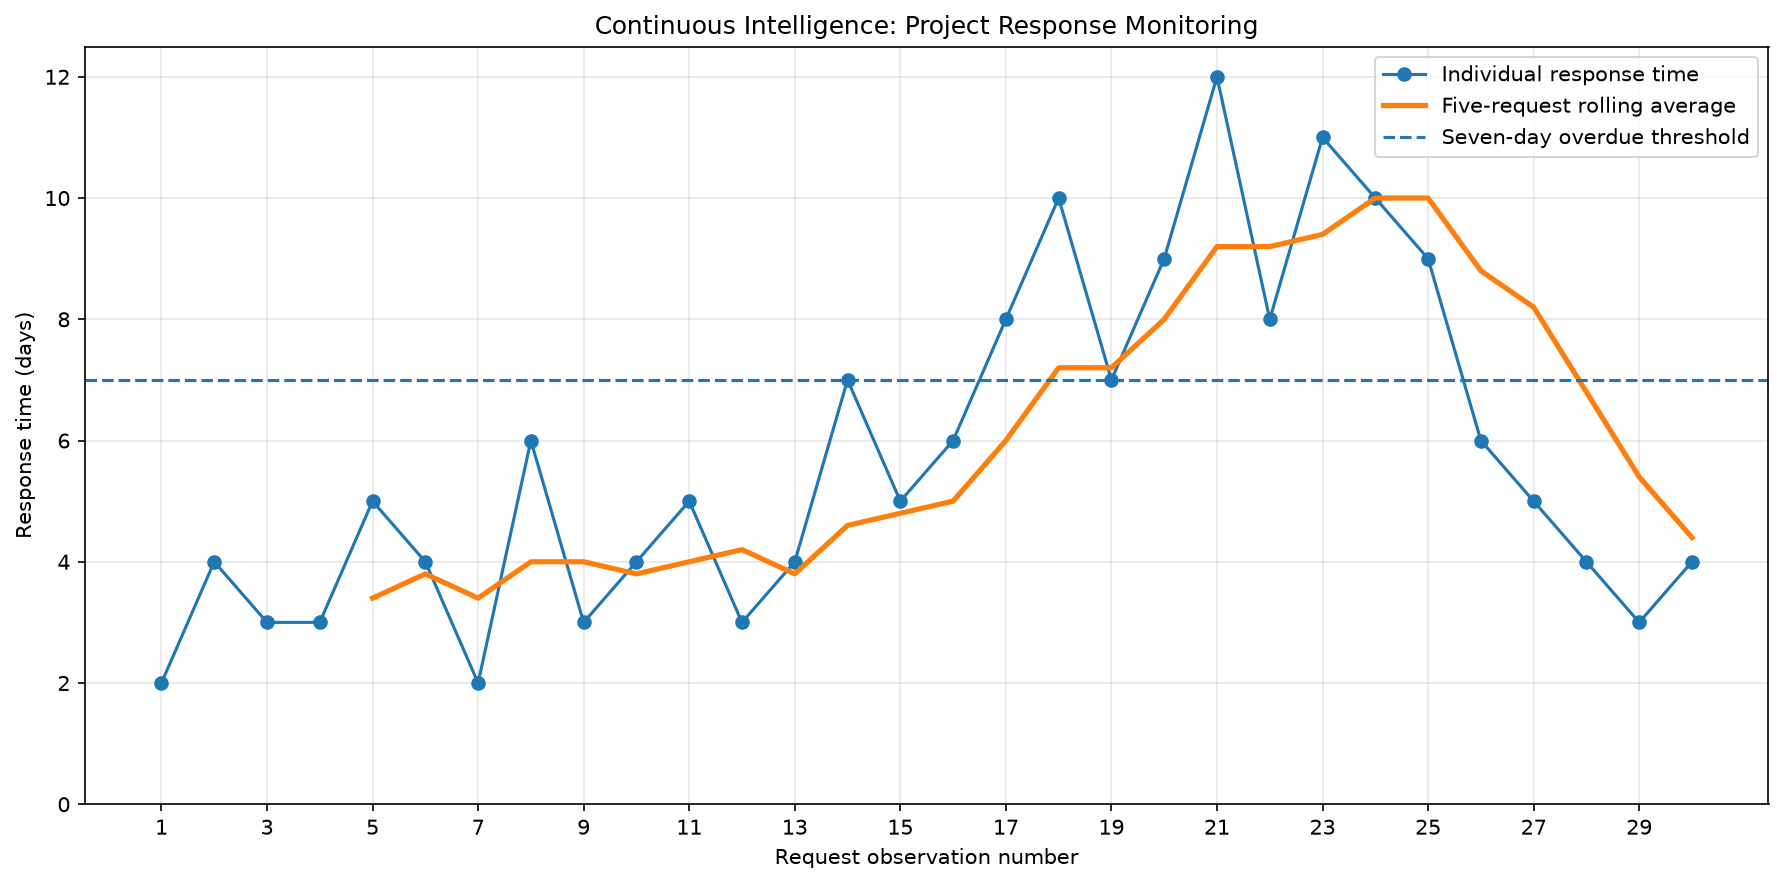 Continuous Intelligence: Project Response Monitoring
Individual response time
Five-request rolling average
Seven-day overdue threshold
12
10
8
6
4
2
0
Response time (days)
1 3 5 7 9 11 13 15 17 19 21 23 25 27 29
Request observation number